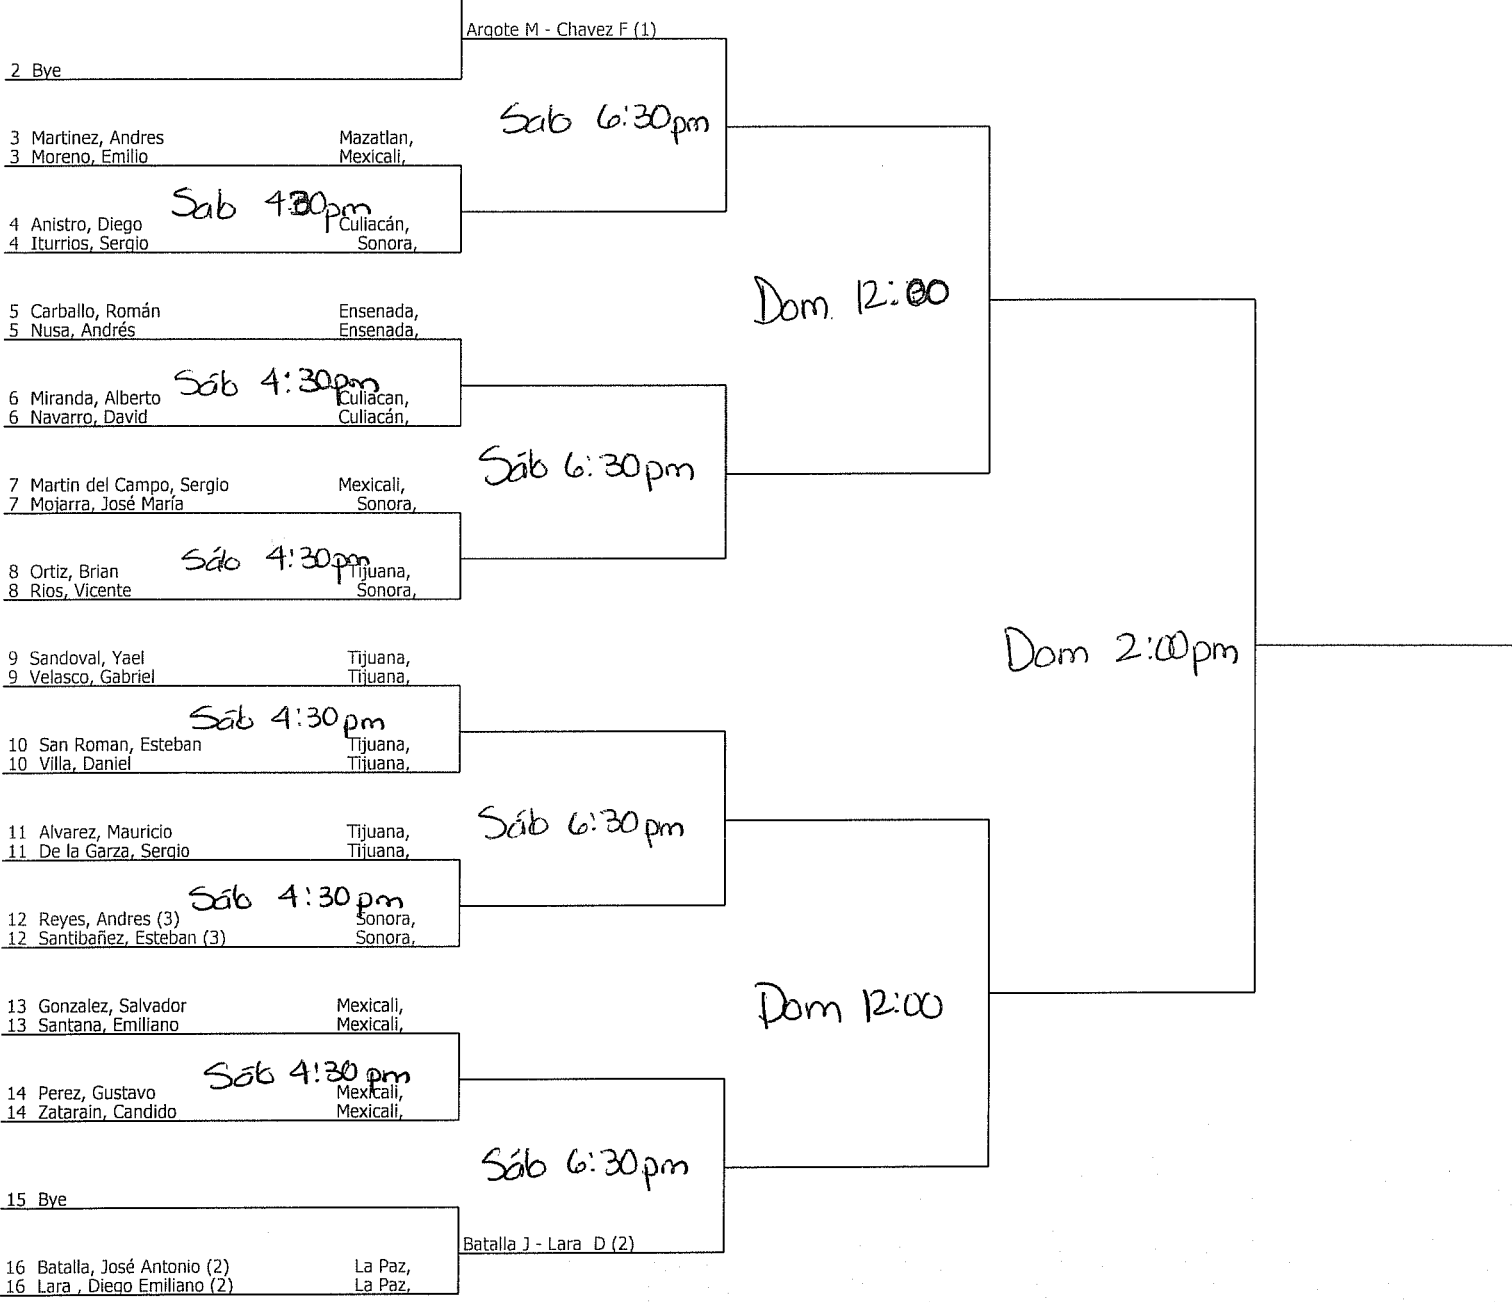 Argote M - Chavez F (1)
2 Bye
Sab 6:30pm
3 Martinez, Andres Mazatlan,
3 Moreno, Emilio Mexicali,
Sab 430pm
4 Anistro, Diego Culiacán,
4 Iturrios, Sergio Sonora,
Dom 12:00
5 Carballo, Román Ensenada,
5 Nusa, Andrés Ensenada,
Sáb 4:30pm
6 Miranda, Alberto Culiacan,
6 Navarro, David Culiacán,
Sáb 6:30pm
7 Martin del Campo, Sergio Mexicali,
7 Mojarra, José María Sonora,
Sáb 4:30pm
8 Ortiz, Brian Tijuana,
8 Rios, Vicente Sonora,
Dom 2:00pm
9 Sandoval, Yael Tijuana,
9 Velasco, Gabriel Tijuana,
Sáb 4:30pm
10 San Roman, Esteban Tijuana,
10 Villa, Daniel Tijuana,
Sáb 6:30pm
11 Alvarez, Mauricio Tijuana,
11 De la Garza, Sergio Tijuana,
Sáb 4:30pm
12 Reyes, Andres (3) Sonora,
12 Santibañez, Esteban (3) Sonora,
Dom 12:00
13 Gonzalez, Salvador Mexicali,
13 Santana, Emiliano Mexicali,
Sáb 4:30pm
14 Perez, Gustavo Mexicali,
14 Zatarain, Candido Mexicali,
Sáb 6:30pm
15 Bye
Batalla J - Lara D (2)
16 Batalla, José Antonio (2) La Paz,
16 Lara , Diego Emiliano (2) La Paz,